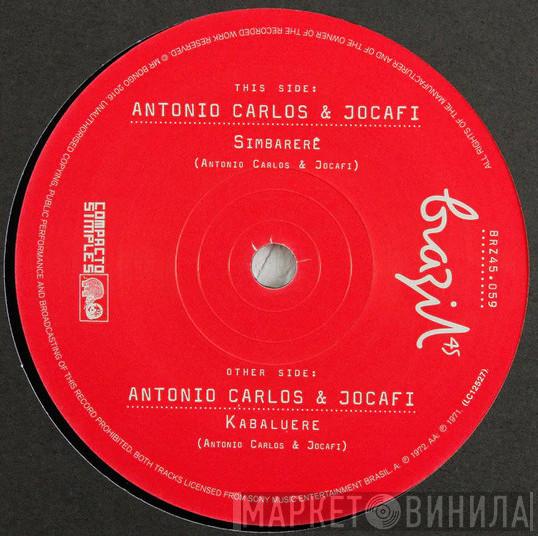 THIS SIDE:
ANTONIO CARLOS & JOCAFI
SIMBARERÊ
(ANTONIO CARLOS & JOCAFI)
COMPACTO
SIMPLES
brazil
45
BRZ45.059
OTHER SIDE:
ANTONIO CARLOS & JOCAFI
KABALUERE
(ANTONIO CARLOS & JOCAFI)
ALL RIGHTS OF THE MANUFACTURER AND OF THE OWNER OF THE RECORDED WORK RESERVED. © MR BONGO 2016. UNAUTHORISED COPYING, PUBLIC PERFORMANCE AND BROADCASTING OF THIS RECORD PROHIBITED. BOTH TRACKS LICENSED FROM SONY MUSIC ENTERTAINMENT BRASIL. A: ℗ 1972. AA: ℗ 1971. (LC12527)
МАРКЕТ ВИНИЛА